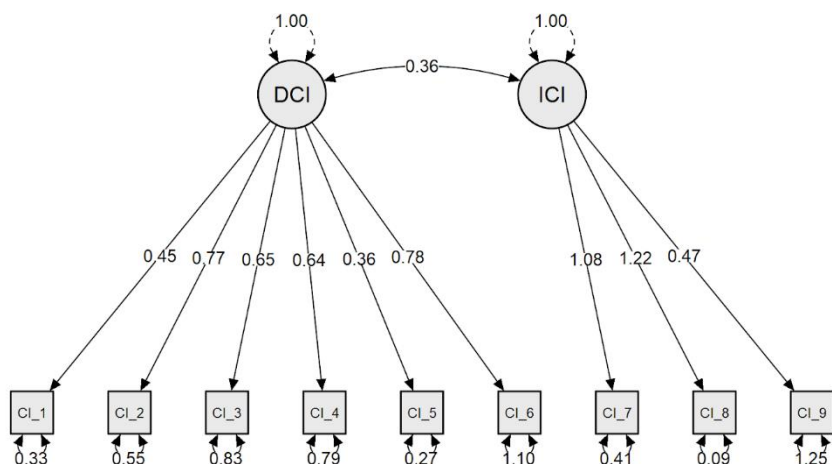 1.00 1.00
0.36
DCI ICI
0.45 0.77 0.65 0.64 0.36 0.78 1.08 1.22 0.47
CI_1 CI_2 CI_3 CI_4 CI_5 CI_6 CI_7 CI_8 CI_9
0.33 0.55 0.83 0.79 0.27 1.10 0.41 0.09 1.25